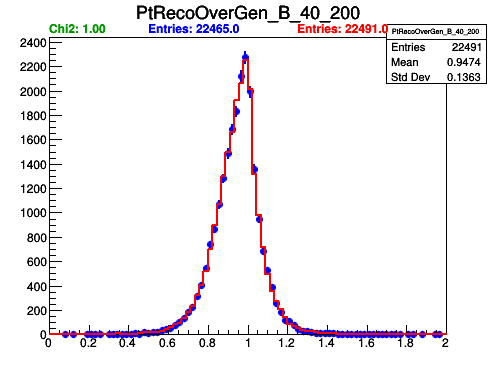 PtRecoOverGen_B_40_200
Chi2: 1.00 Entries: 22465.0 Entries: 22491.0
PtRecoOverGen_B_40_200
Entries 22491
Mean 0.9474
Std Dev 0.1363
2400
2200
2000
1800
1600
1400
1200
1000
800
600
400
200
0
0 0.2 0.4 0.6 0.8 1 1.2 1.4 1.6 1.8 2